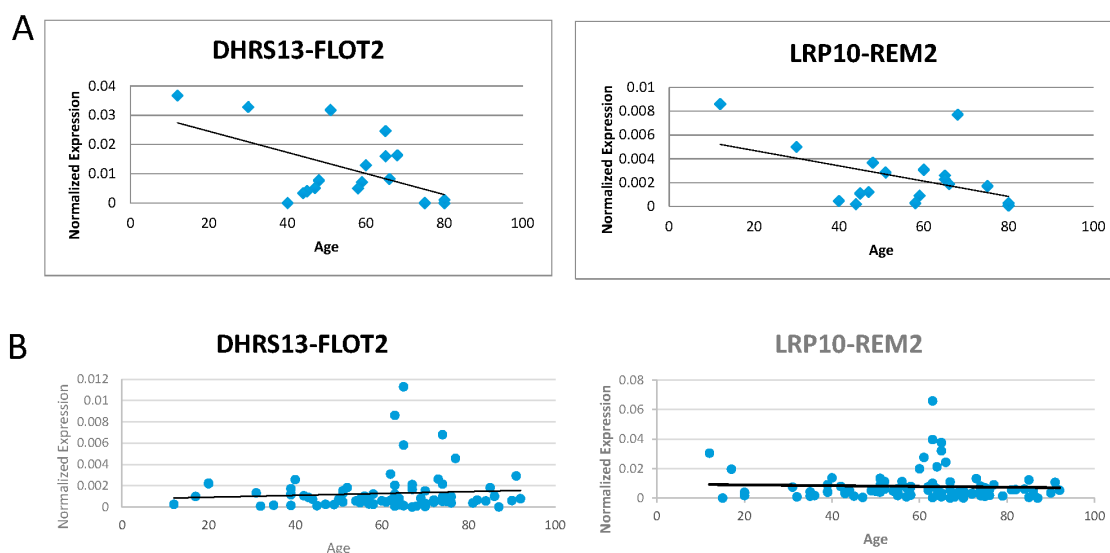 A
DHRS13-FLOT2
Normalized Expression
0.04
0.03
0.02
0.01
0
0 20 40 60 80 100
Age
LRP10-REM2
Normalized Expression
0.01
0.008
0.006
0.004
0.002
0
0 20 40 60 80 100
Age
B
DHRS13-FLOT2
Normalized Expression
0.012
0.01
0.008
0.006
0.004
0.002
0
0 20 40 60 80 100
Age
LRP10-REM2
Normalized Expression
0.08
0.06
0.04
0.02
0
0 20 40 60 80 100
Age